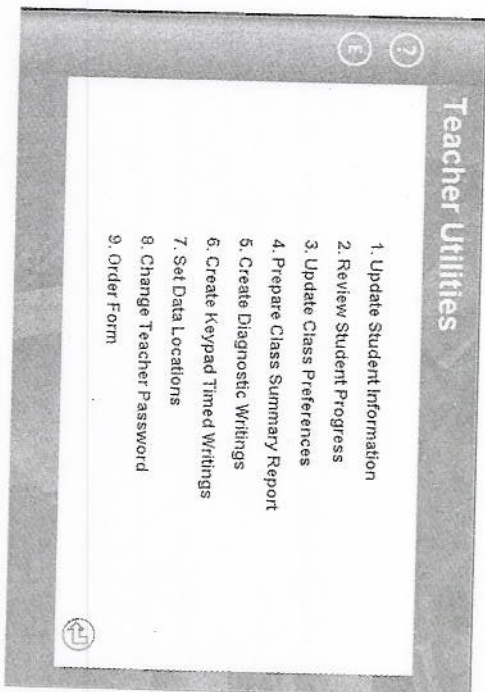 Teacher Utilities
?
E
1. Update Student Information
2. Review Student Progress
3. Update Class Preferences
4. Prepare Class Summary Report
5. Create Diagnostic Writings
6. Create Keypad Timed Writings
7. Set Data Locations
8. Change Teacher Password
9. Order Form